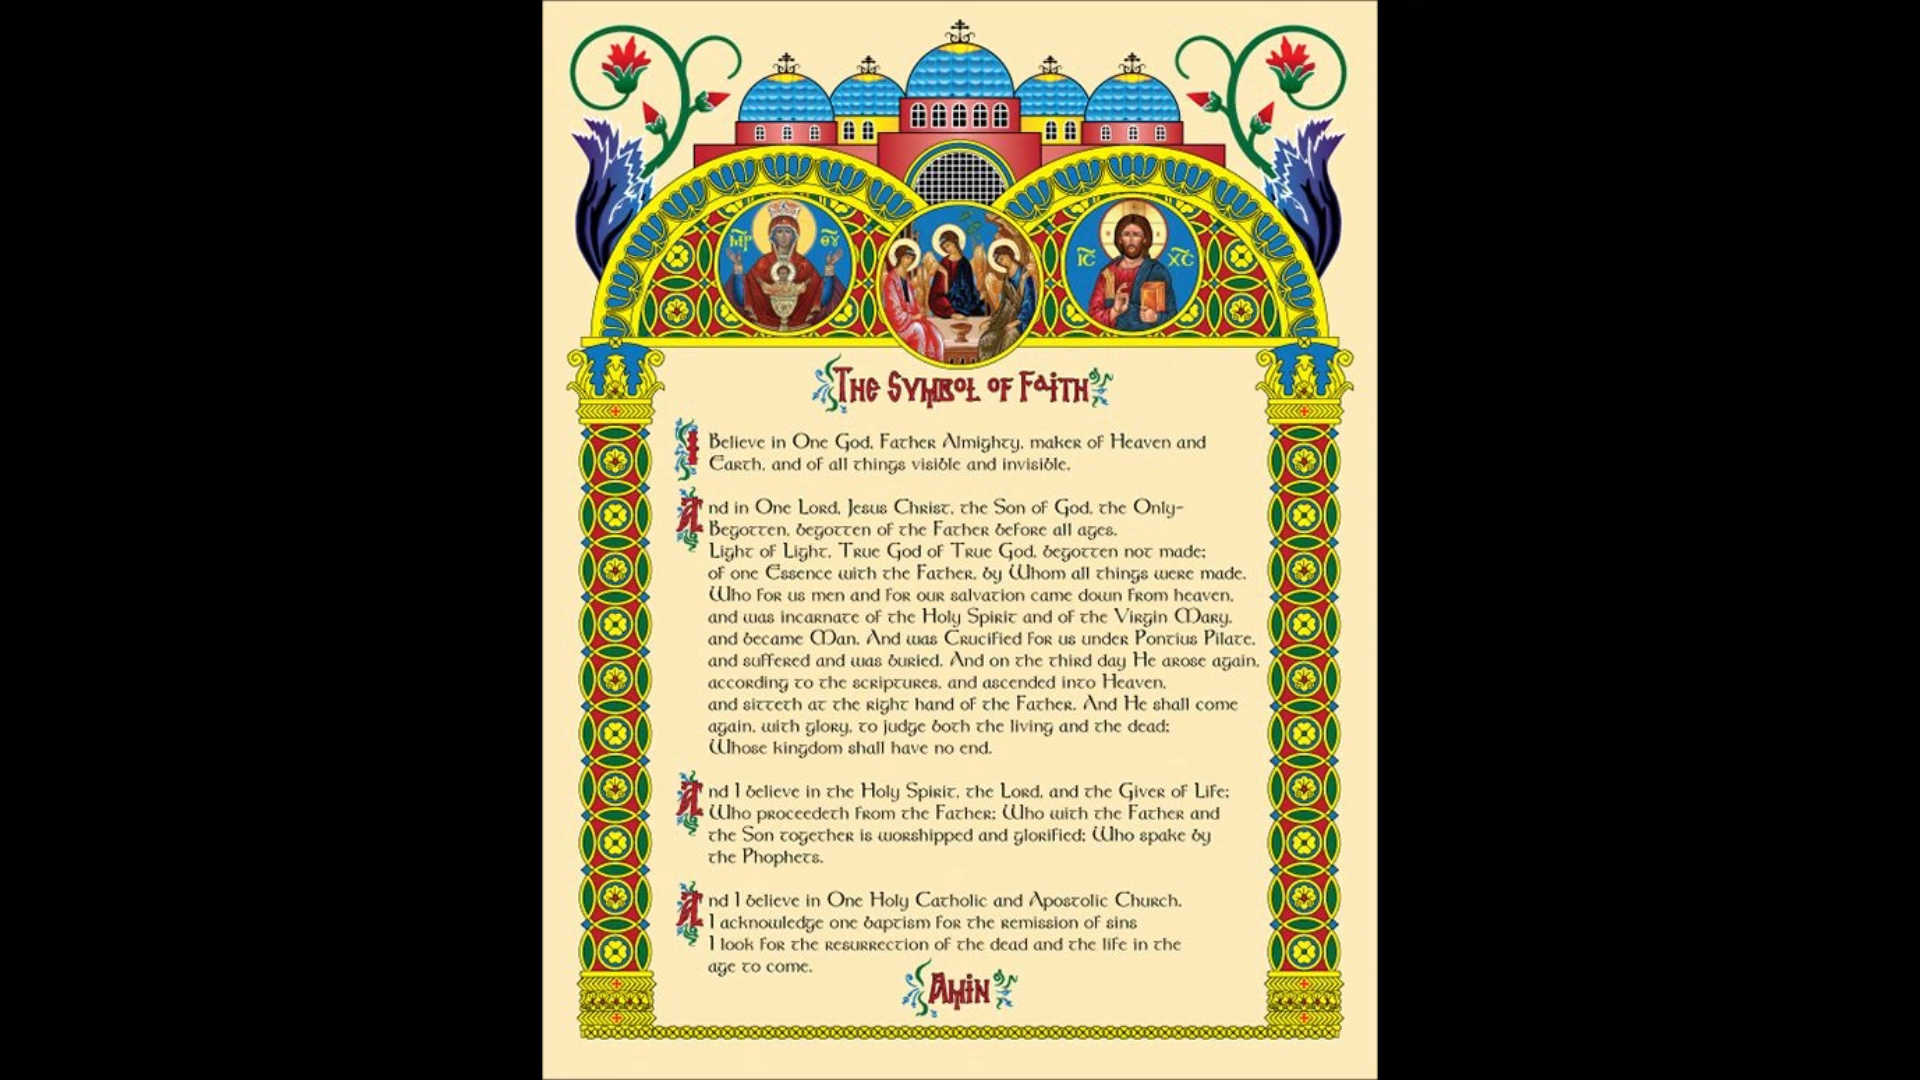 М͠Р Ѳ͠Ѵ
І͠С Х͠С
The Symbol of Faith
I Believe in One God, Father Almighty, maker of Heaven and
Earth, and of all things visible and invisible.
And in One Lord, Jesus Christ, the Son of God, the Only-
Begotten, begotten of the Father before all ages.
Light of Light, True God of True God, begotten not made;
of one Essence with the Father, by Whom all things were made.
Who for us men and for our salvation came down from heaven,
and was incarnate of the Holy Spirit and of the Virgin Mary,
and became Man. And was Crucified for us under Pontius Pilate,
and suffered and was buried. And on the third day He arose again,
according to the scriptures, and ascended into Heaven,
and sitteth at the right hand of the Father. And He shall come
again, with glory, to judge both the living and the dead;
Whose kingdom shall have no end.
And I believe in the Holy Spirit, the Lord, and the Giver of Life;
Who proceedeth from the Father; Who with the Father and
the Son together is worshipped and glorified; Who spake by
the Prophets.
And I believe in One Holy Catholic and Apostolic Church.
I acknowledge one baptism for the remission of sins
I look for the resurrection of the dead and the life in the
age to come.
Amin